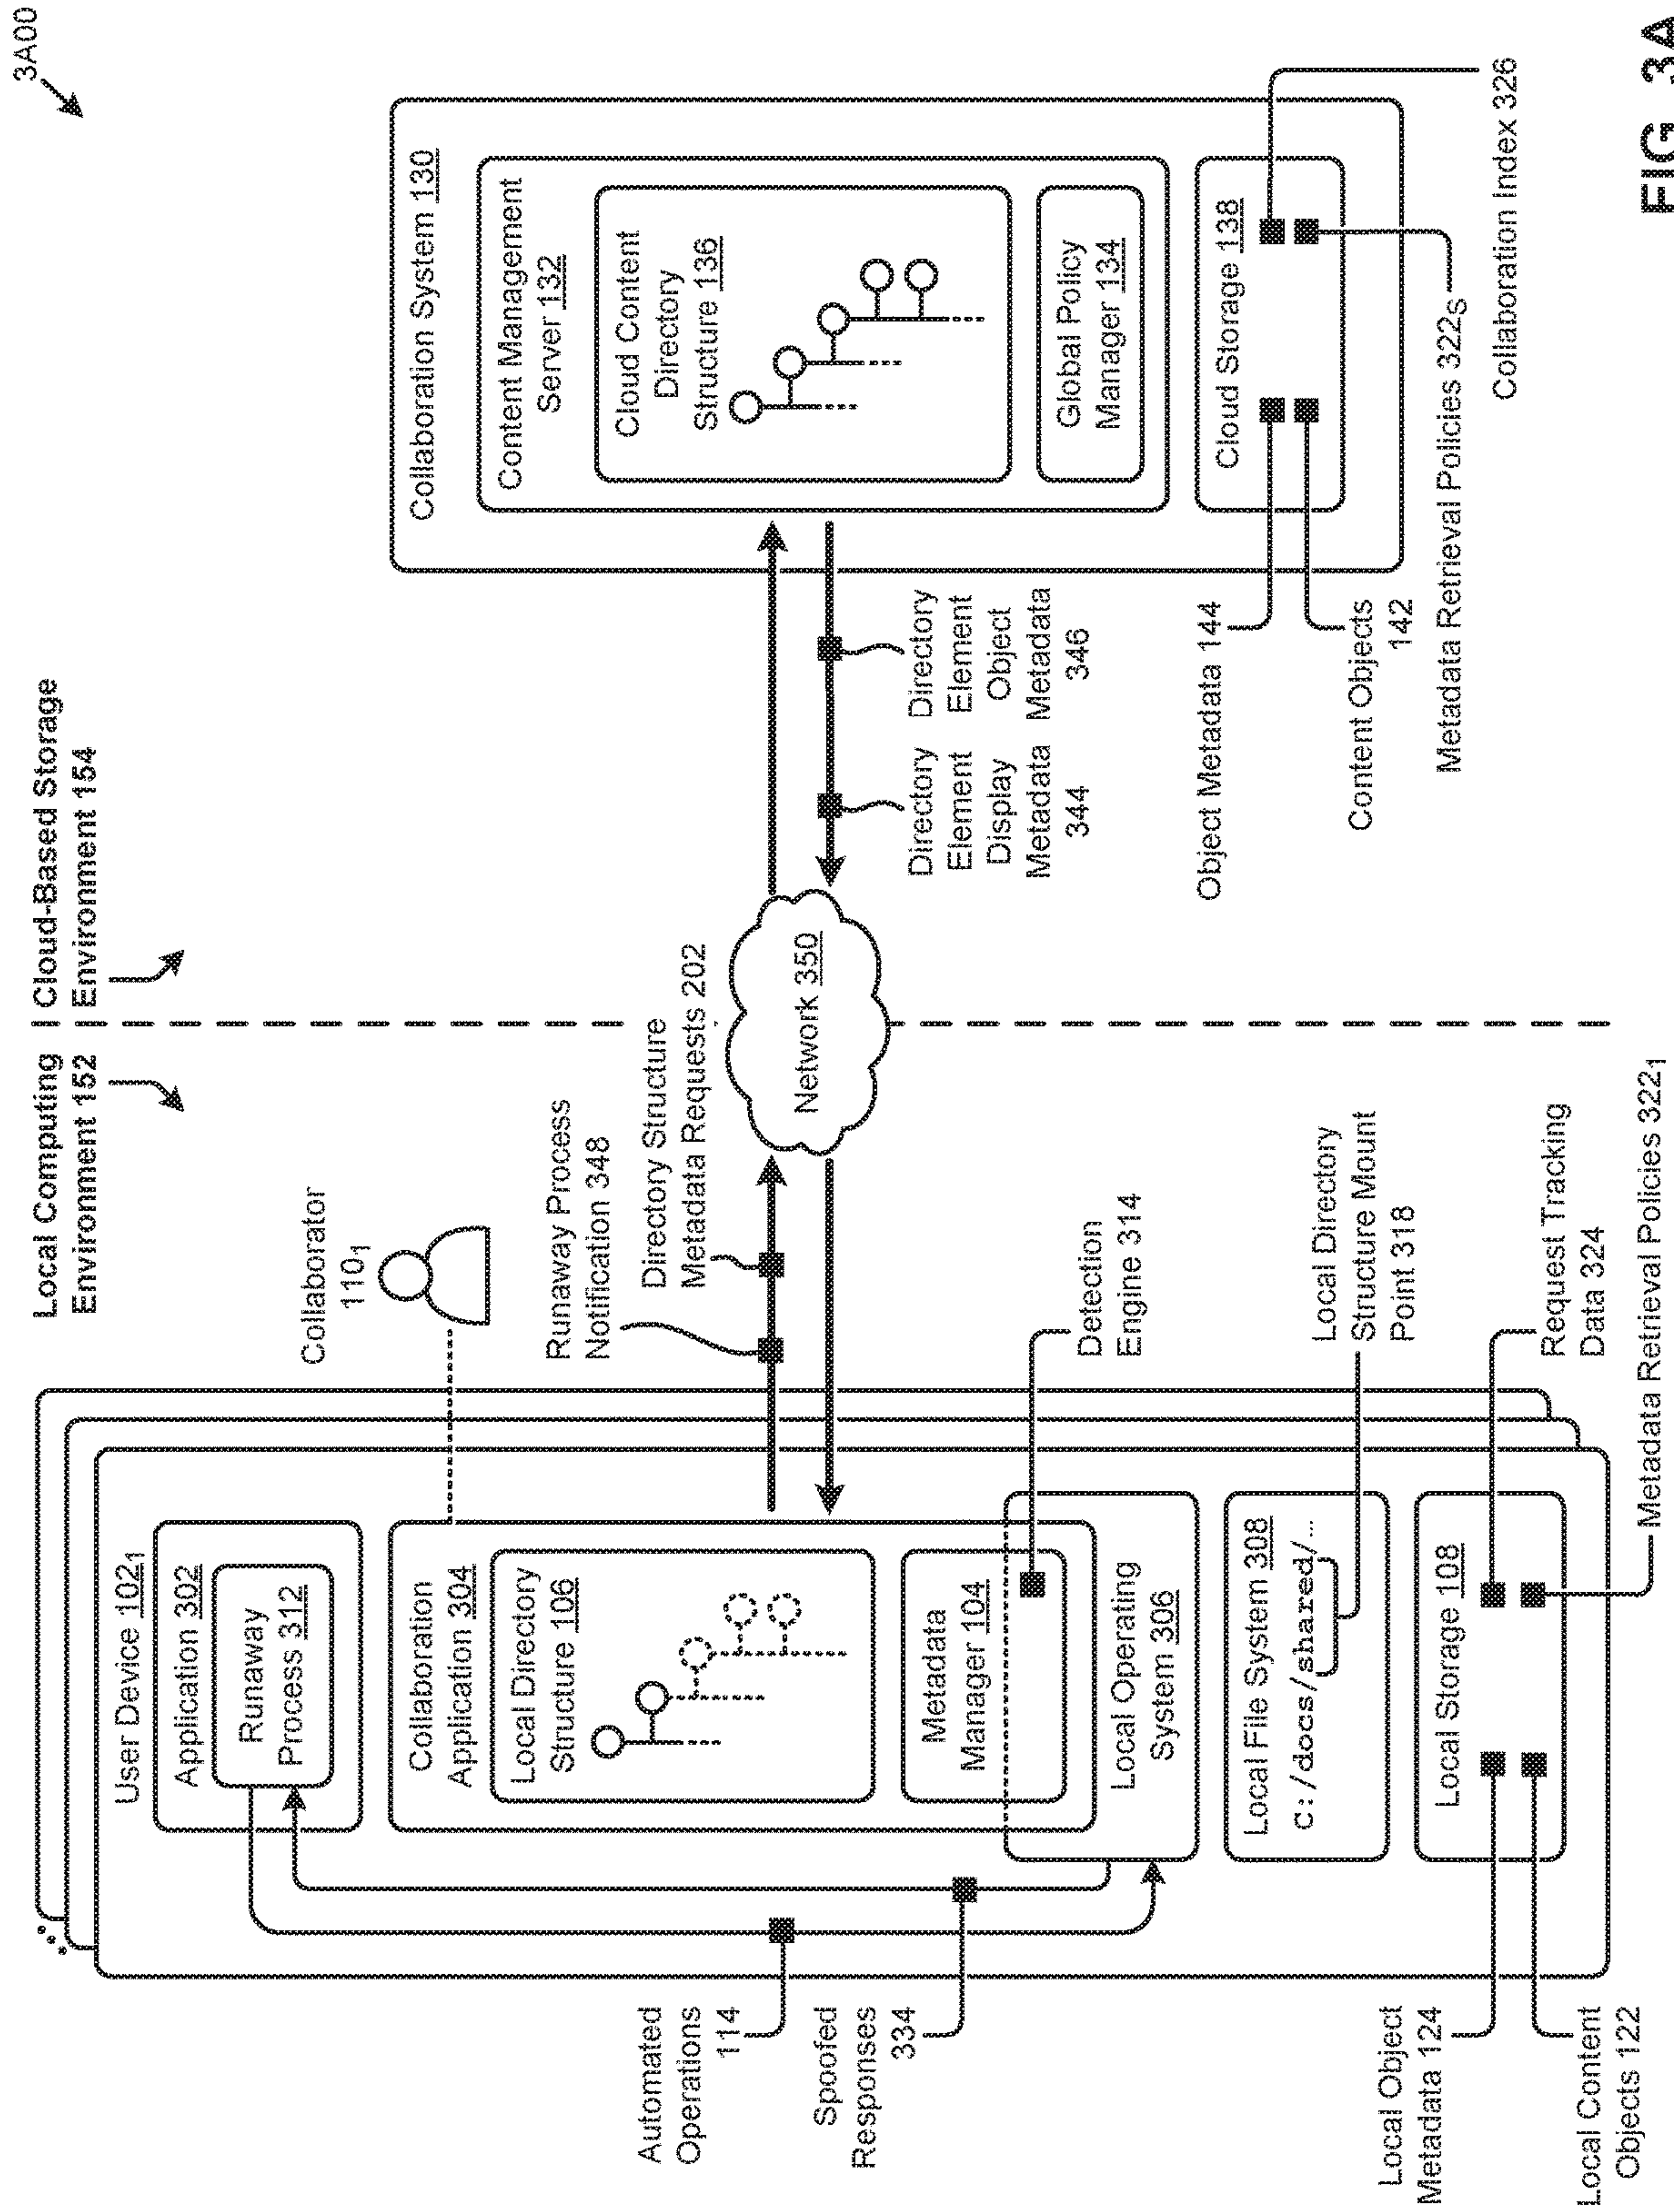 3A00
Local Computing
Environment 152
Cloud-Based Storage
Environment 154
Collaborator
110₁
User Device 102₁
Application 302
Runaway
Process 312
Collaboration
Application 304
Local Directory
Structure 106
Metadata
Manager 104
Local Operating
System 306
Local File System 308
C:/docs/shared/...
Local Storage 108
Automated
Operations
114
Spoofed
Responses
334
Local Object
Metadata 124
Local Content
Objects 122
Runaway Process
Notification 348
Directory Structure
Metadata Requests 202
Detection
Engine 314
Local Directory
Structure Mount
Point 318
Request Tracking
Data 324
Metadata Retrieval Policies 322₁
Network 350
Directory
Element
Display
Metadata
344
Directory
Element
Object
Metadata
346
Collaboration System 130
Content Management
Server 132
Cloud Content
Directory
Structure 136
Global Policy
Manager 134
Cloud Storage 138
Object Metadata 144
Content Objects
142
Metadata Retrieval Policies 322S
Collaboration Index 326
FIG. 3A